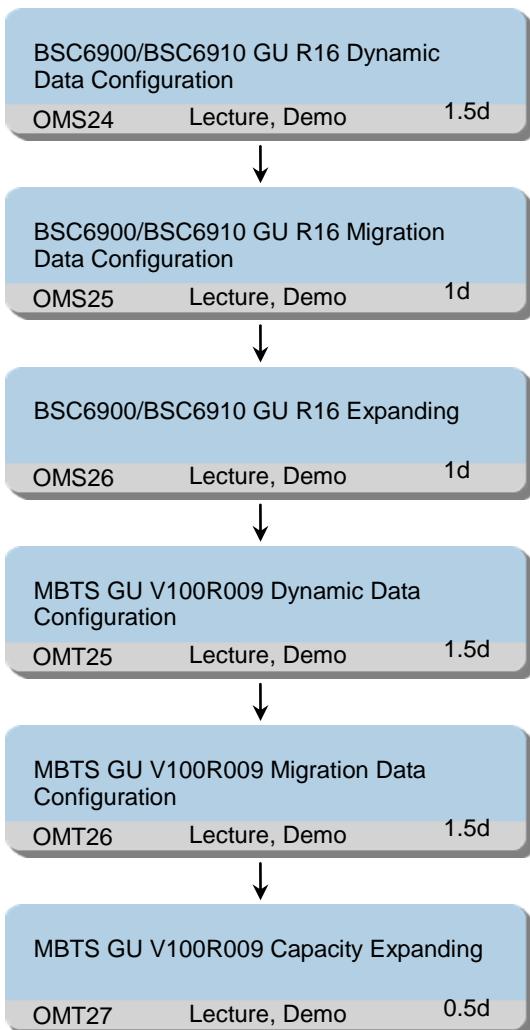 BSC6900/BSC6910 GU R16 Dynamic
Data Configuration
OMS24 Lecture, Demo 1.5d
BSC6900/BSC6910 GU R16 Migration
Data Configuration
OMS25 Lecture, Demo 1d
BSC6900/BSC6910 GU R16 Expanding
OMS26 Lecture, Demo 1d
MBTS GU V100R009 Dynamic Data
Configuration
OMT25 Lecture, Demo 1.5d
MBTS GU V100R009 Migration Data
Configuration
OMT26 Lecture, Demo 1.5d
MBTS GU V100R009 Capacity Expanding
OMT27 Lecture, Demo 0.5d